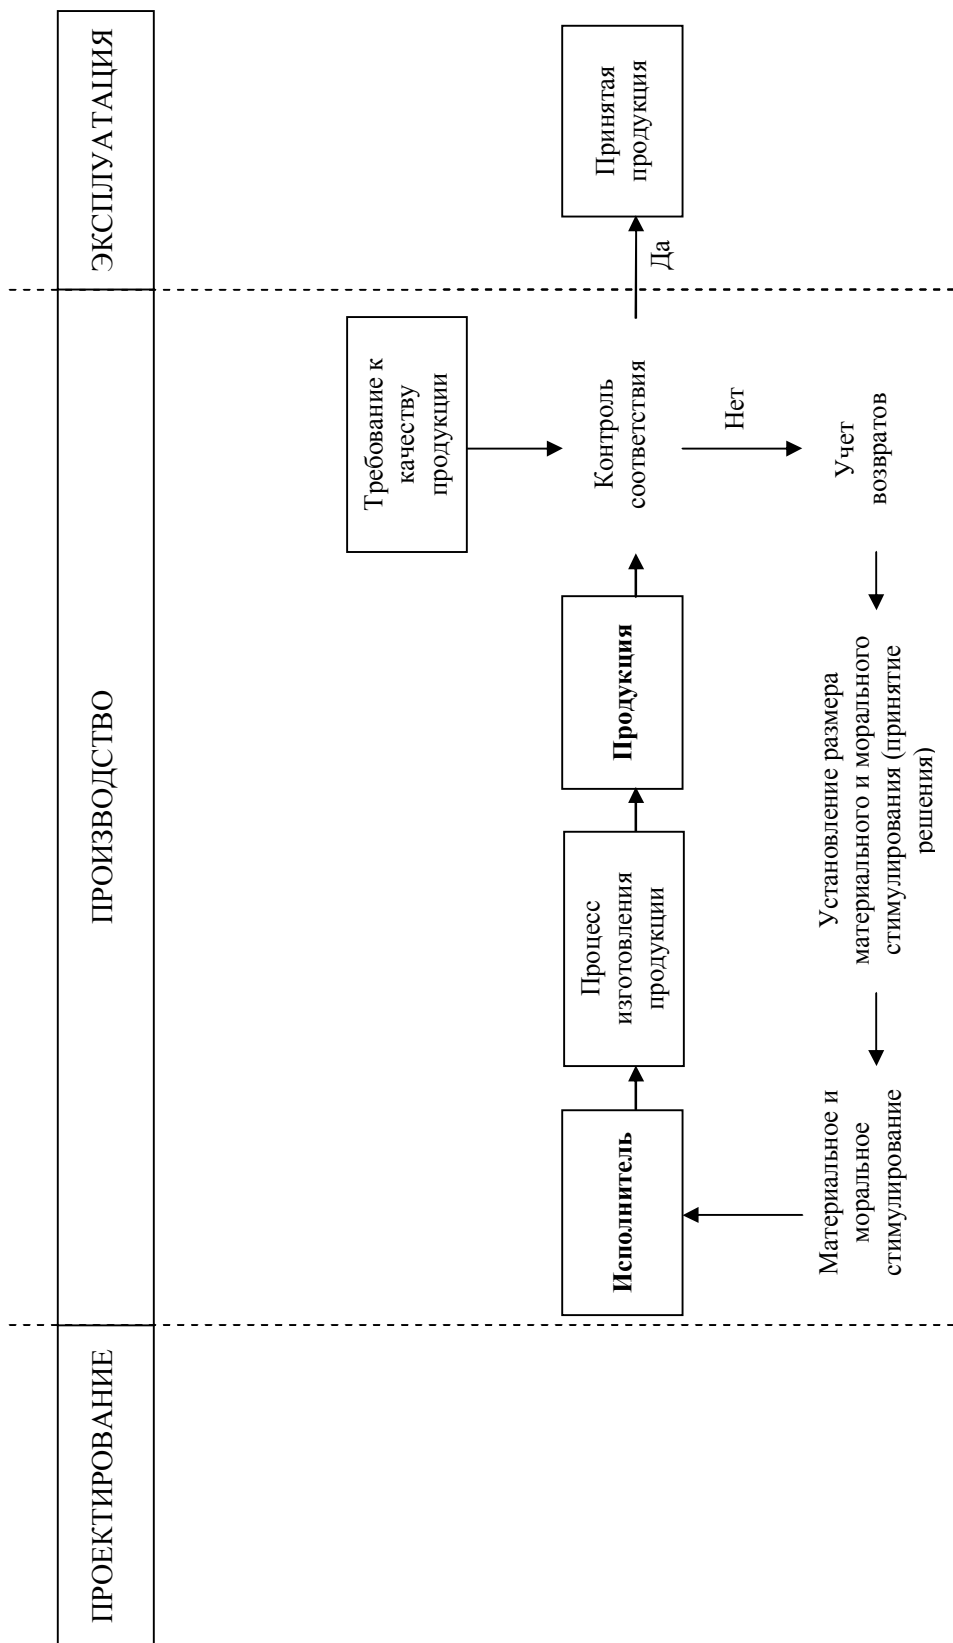 ПРОЕКТИРОВАНИЕ
ПРОИЗВОДСТВО
ЭКСПЛУАТАЦИЯ
Требование к
качеству
продукции
Исполнитель
Процесс
изготовления
продукции
Продукция
Контроль
соответствия
Да
Принятая
продукция
Нет
Материальное и
моральное
стимулирование
Установление размера
материального и морального
стимулирования (принятие
решения)
Учет
возвратов